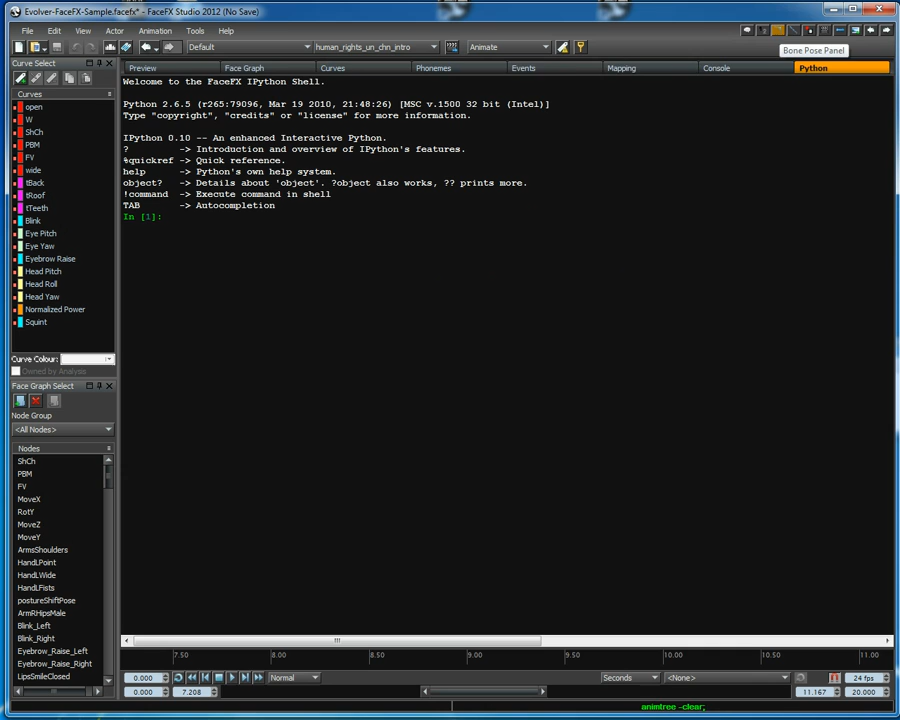 Evolver-FaceFX-Sample.facefx* - FaceFX Studio 2012 (No Save)
File Edit View Actor Animation Tools Help
Default human_rights_un_chn_intro Animate
Bone Pose Panel
Curve Select
Preview Face Graph Curves Phonemes Events Mapping Console Python
Curves
open
W
ShCh
PBM
FV
wide
tBack
tRoof
tTeeth
Blink
Eye Pitch
Eye Yaw
Eyebrow Raise
Head Pitch
Head Roll
Head Yaw
Normalized Power
Squint
Curve Colour:
Owned by Analysis
Face Graph Select
Node Group
<All Nodes>
Nodes
ShCh
PBM
FV
MoveX
RotY
MoveZ
MoveY
ArmsShoulders
HandLPoint
HandLWide
HandLFists
postureShiftPose
ArmRHipsMale
Blink_Left
Blink_Right
Eyebrow_Raise_Left
Eyebrow_Raise_Right
LipsSmileClosed
Welcome to the FaceFX IPython Shell.
Python 2.6.5 (r265:79096, Mar 19 2010, 21:48:26) [MSC v.1500 32 bit (Intel)]
Type "copyright", "credits" or "license" for more information.
IPython 0.10 -- An enhanced Interactive Python.
? -> Introduction and overview of IPython's features.
%quickref -> Quick reference.
help -> Python's own help system.
object? -> Details about 'object'. ?object also works, ?? prints more.
!command -> Execute command in shell
TAB -> Autocompletion
In [1]:
7.50 8.00 8.50 9.00 9.50 10.00 10.50 11.00
0.000 Normal Seconds <None> 24 fps
0.000 7.208 11.167 20.000
animtree -clear;